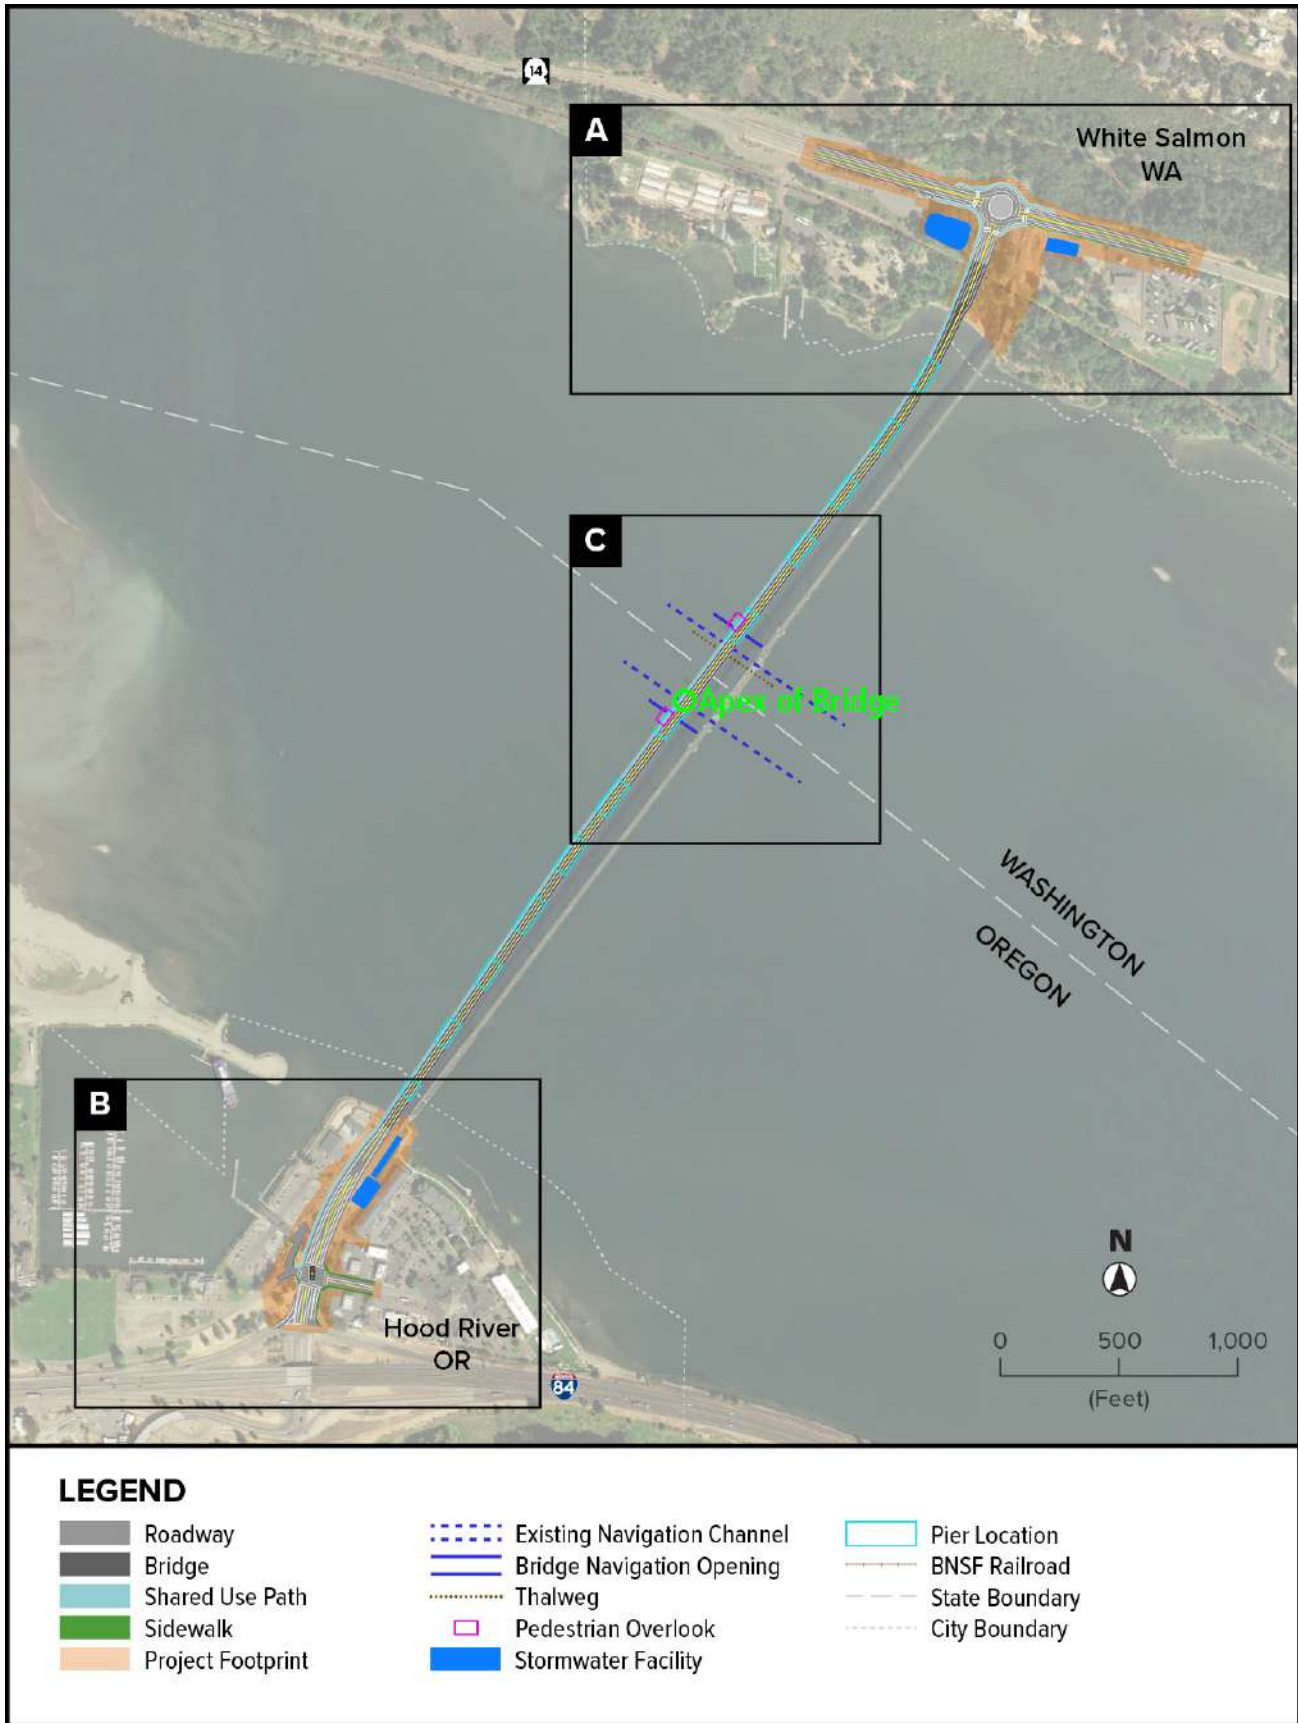 14
A
White Salmon
WA
C
Apex of Bridge
WASHINGTON
OREGON
B
Hood River
OR
84
N
0 500 1,000
(Feet)
LEGEND
Roadway
Bridge
Shared Use Path
Sidewalk
Project Footprint
Existing Navigation Channel
Bridge Navigation Opening
Thalweg
Pedestrian Overlook
Stormwater Facility
Pier Location
BNSF Railroad
State Boundary
City Boundary